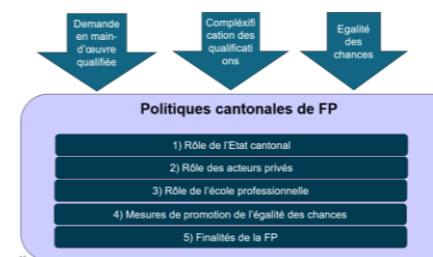 Demande
en main-
d'œuvre
qualifiée
Compléxifi
cation des
qualificati
ons
Egalité
des
chances
Politiques cantonales de FP
1) Rôle de l'Etat cantonal
2) Rôle des acteurs privés
3) Rôle de l'école professionnelle
4) Mesures de promotion de l'égalité des chances
5) Finalités de la FP